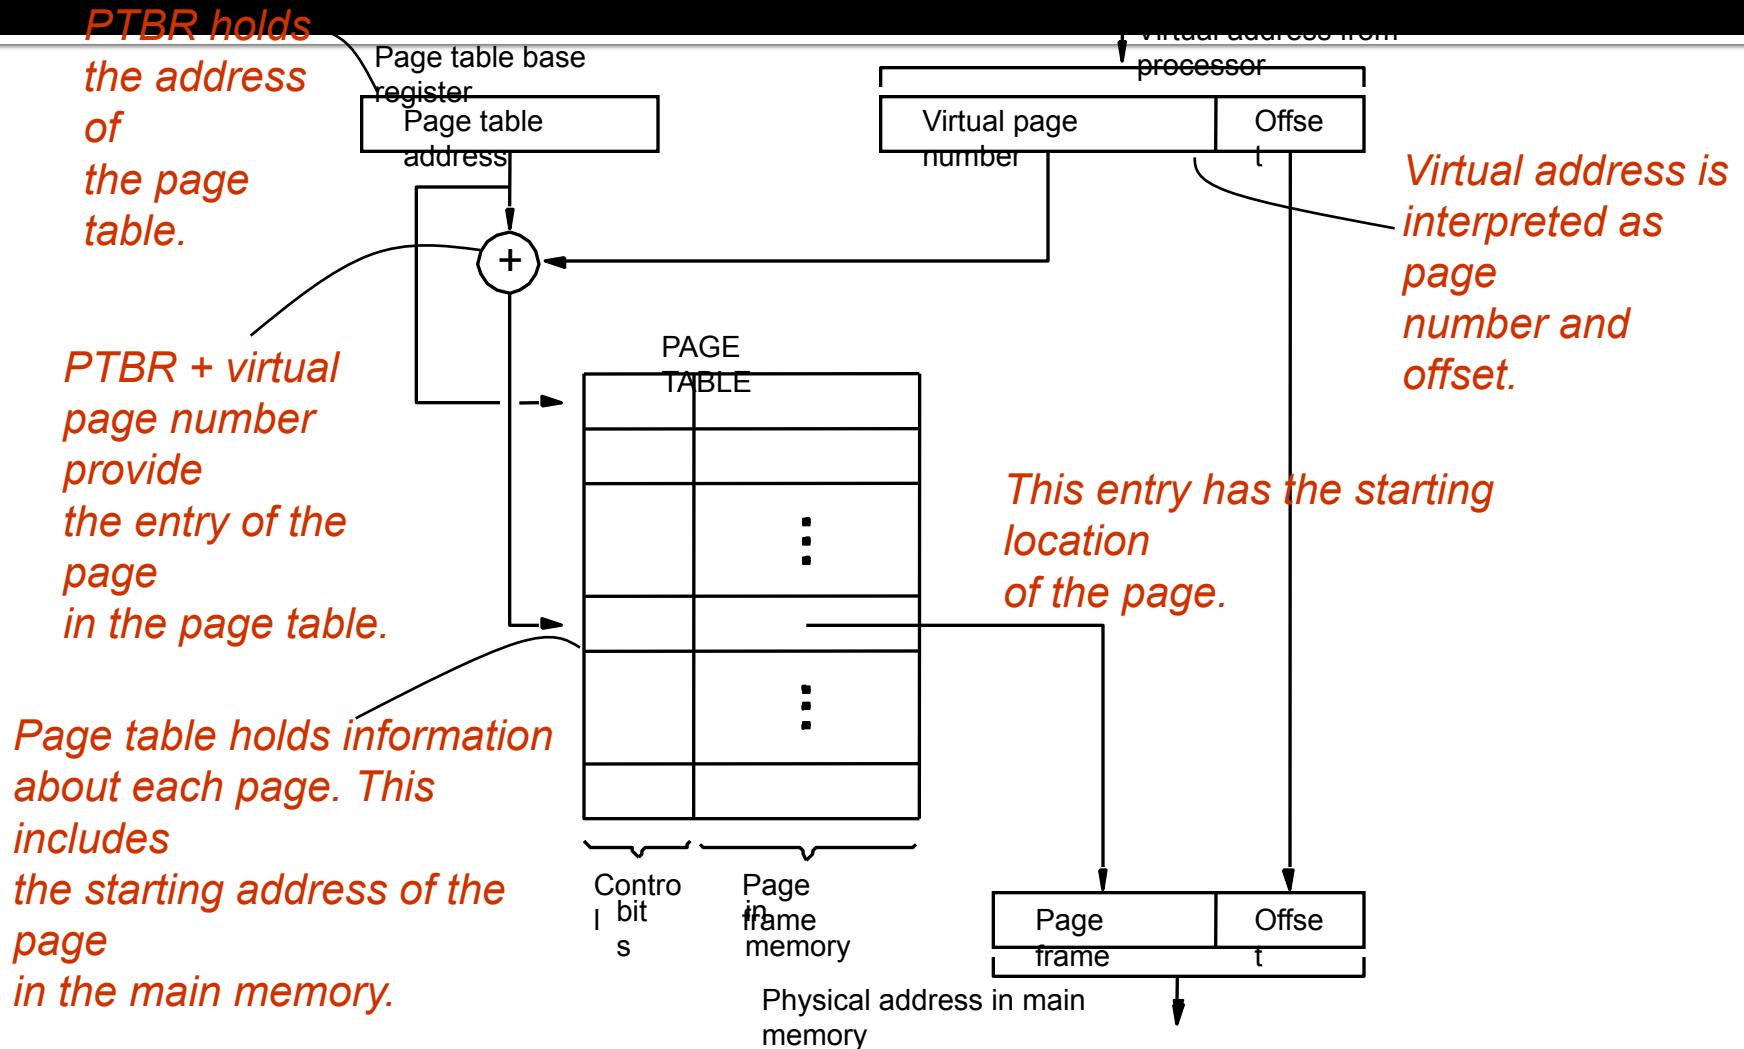 PTBR holds
the address
of
the page
table.
Page table base
register
Page table
address
Virtual address from
processor
Virtual page
number
Offse
t
Virtual address is
interpreted as
page
number and
offset.
+
PTBR + virtual
page number
provide
the entry of the
page
in the page table.
PAGE
TABLE
This entry has the starting
location
of the page.
Page table holds information
about each page. This
includes
the starting address of the
page
in the main memory.
Contro
l
bit
s
Page
frame
in
memory
Page
frame
Offse
t
Physical address in main
memory